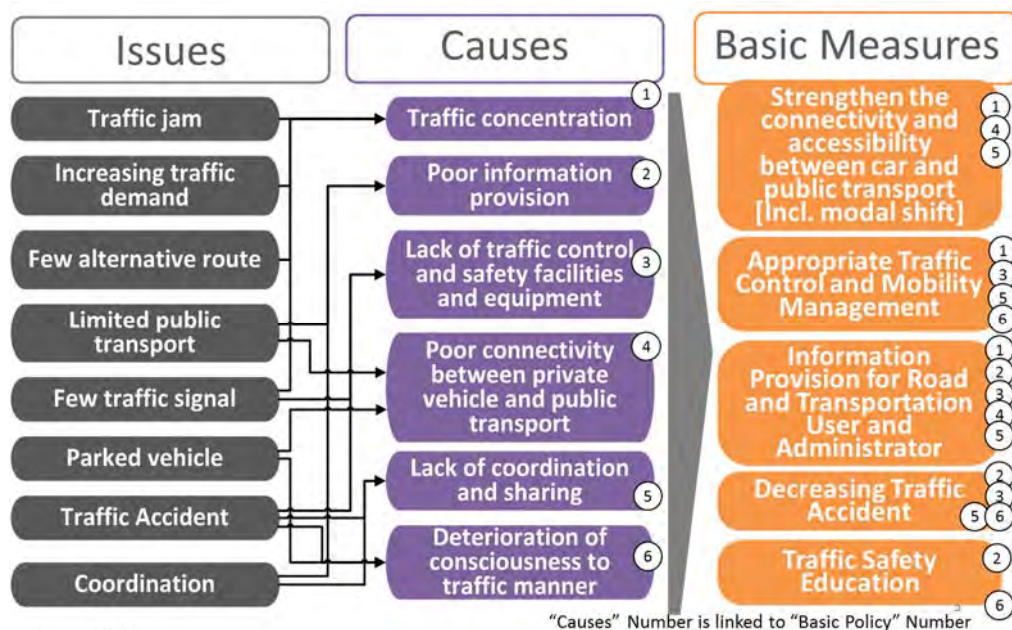 Issues
Traffic jam
Increasing traffic
demand
Few alternative route
Limited public
transport
Few traffic signal
Parked vehicle
Traffic Accident
Coordination
Causes
1
Traffic concentration
2
Poor information
provision
3
Lack of traffic control
and safety facilities
and equipment
4
Poor connectivity
between private
vehicle and public
transport
Lack of coordination
and sharing
5
6
Deterioration of
consciousness to
traffic manner
Basic Measures
Strengthen the
connectivity and
accessibility
between car and
public transport
[Incl. modal shift]
1
4
5
Appropriate Traffic
Control and Mobility
Management
1
3
5
6
Information
Provision for Road
and Transportation
User and
Administrator
1
2
3
4
5
Decreasing Traffic
Accident
2
3
5
6
Traffic Safety
Education
2
6
"Causes" Number is linked to "Basic Policy" Number